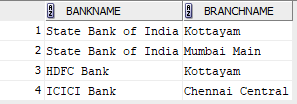 BANKNAME BRANCHNAME
1 State Bank of India Kottayam
2 State Bank of India Mumbai Main
3 HDFC Bank Kottayam
4 ICICI Bank Chennai Central